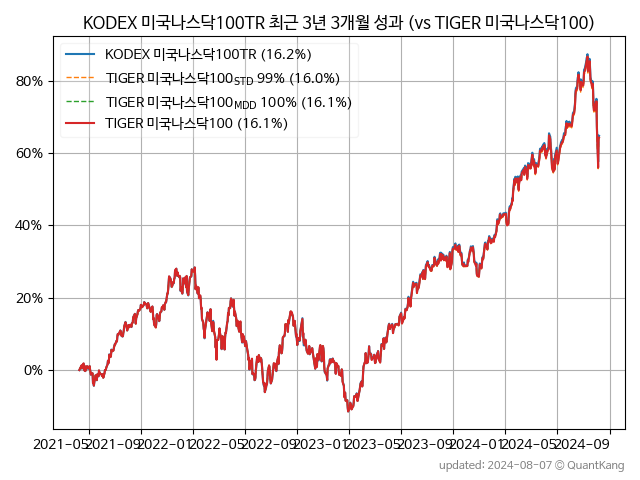 KODEX 미국나스닥100TR 최근 3년 3개월 성과 (vs TIGER 미국나스닥100)
KODEX 미국나스닥100TR (16.2%)
TIGER 미국나스닥100STD 99% (16.0%)
TIGER 미국나스닥100MDD 100% (16.1%)
TIGER 미국나스닥100 (16.1%)
80%
60%
40%
20%
0%
2021-05 2021-09 2022-01 2022-05 2022-09 2023-01 2023-05 2023-09 2024-01 2024-05 2024-09
updated: 2024-08-07 © QuantKang